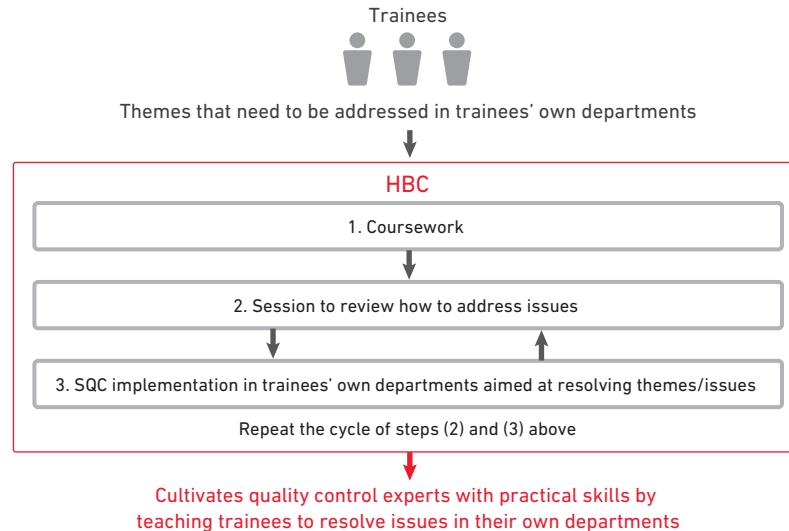 Trainees
Themes that need to be addressed in trainees’ own departments
HBC
1. Coursework
2. Session to review how to address issues
3. SQC implementation in trainees’ own departments aimed at resolving themes/issues
Repeat the cycle of steps (2) and (3) above
Cultivates quality control experts with practical skills by
teaching trainees to resolve issues in their own departments